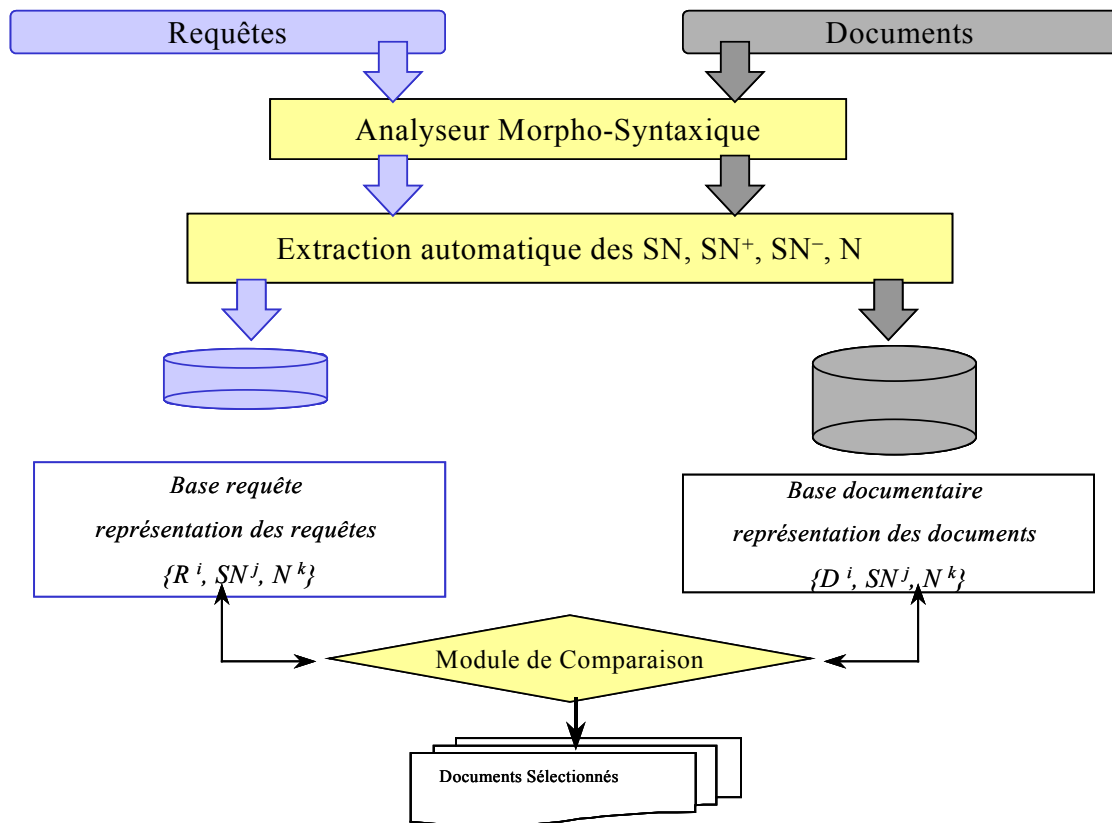 Requêtes
Documents
Analyseur Morpho-Syntaxique
Extraction automatique des SN, SN⁺, SN⁻, N
Base requête
représentation des requêtes
{R ⁱ, SN ʲ, N ᵏ}
Base documentaire
représentation des documents
{D ⁱ, SN ʲ, N ᵏ}
Module de Comparaison
Documents Sélectionnés